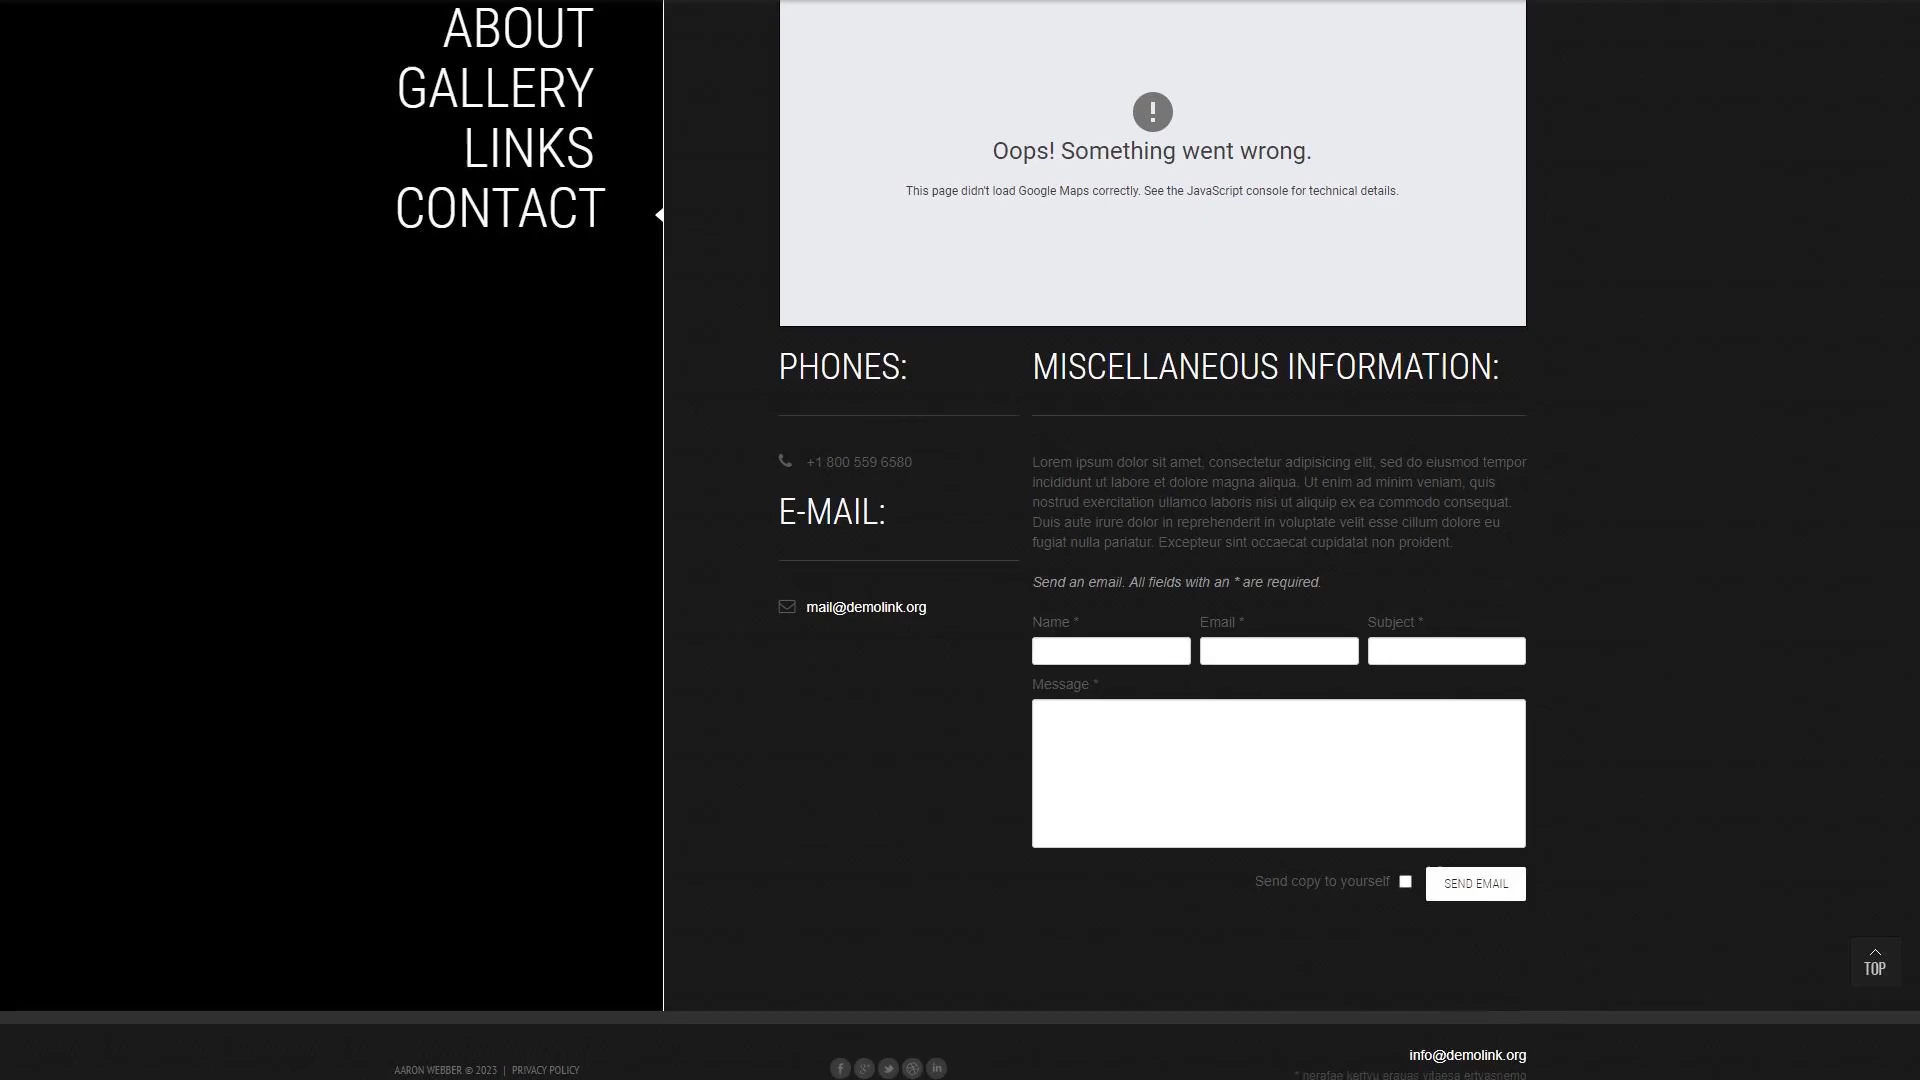 ABOUT
GALLERY
LINKS
CONTACT
Oops! Something went wrong.
This page didn't load Google Maps correctly. See the JavaScript console for technical details.
PHONES:
+1 800 559 6580
E-MAIL:
mail@demolink.org
MISCELLANEOUS INFORMATION:
Lorem ipsum dolor sit amet, consectetur adipisicing elit, sed do eiusmod tempor
incididunt ut labore et dolore magna aliqua. Ut enim ad minim veniam, quis
nostrud exercitation ullamco laboris nisi ut aliquip ex ea commodo consequat.
Duis aute irure dolor in reprehenderit in voluptate velit esse cillum dolore eu
fugiat nulla pariatur. Excepteur sint occaecat cupidatat non proident.
Send an email. All fields with an * are required.
Name * Email * Subject *
Message *
Send copy to yourself SEND EMAIL
TOP
AARON WEBBER © 2023 | PRIVACY POLICY
info@demolink.org
* nerafae kertyu erauas vitaesa ertvasnemo